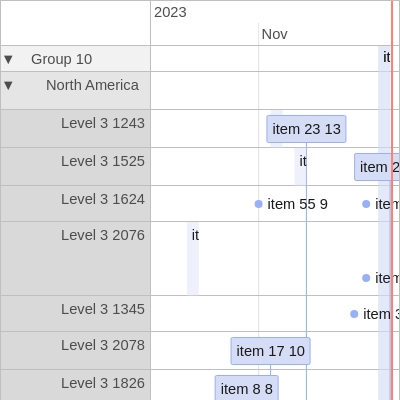 2023
Nov
▼ Group 10 it
▼ North America
Level 3 1243 item 23 13
Level 3 1525 it item 2
Level 3 1624 item 55 9 item
Level 3 2076 it
item
Level 3 1345 item 3
Level 3 2078 item 17 10
Level 3 1826 item 8 8